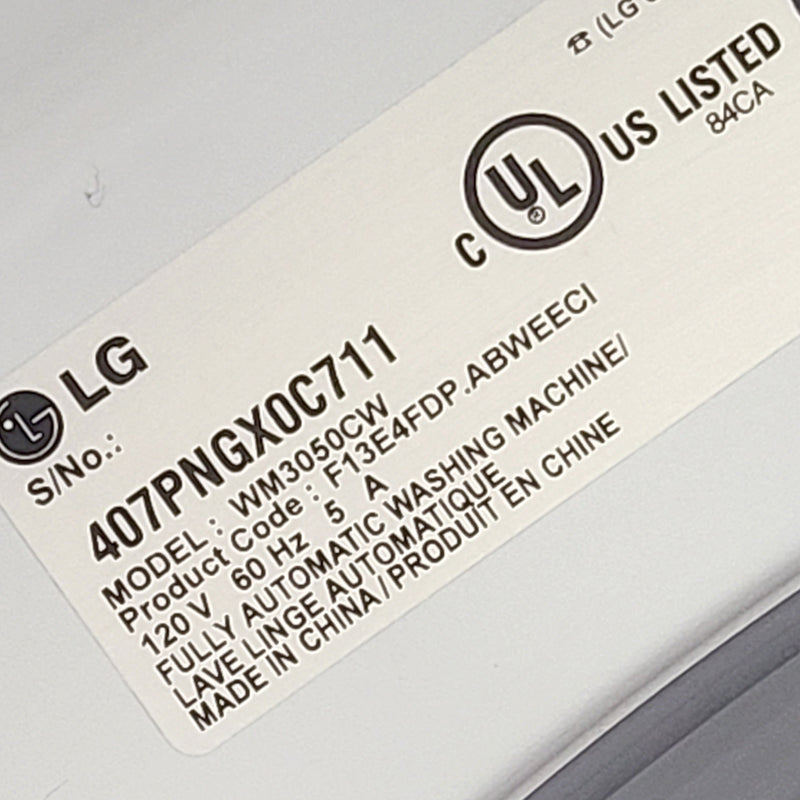 ☎ (LG
C UL ® US LISTED
84CA
LG
S/No.:
407PNGX0C711
MODEL : WM3050CW
Product Code : F13E4FDP.ABWEECI
120 V 60 Hz 5 A
FULLY AUTOMATIC WASHING MACHINE/
LAVE LINGE AUTOMATIQUE
MADE IN CHINA / PRODUIT EN CHINE